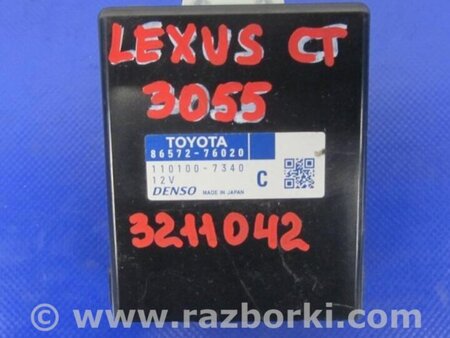 LEXUS CT
3055
TOYOTA
86572-76020
110100-7340
12V
C
DENSO MADE IN JAPAN
3211042
© www.razborki.com